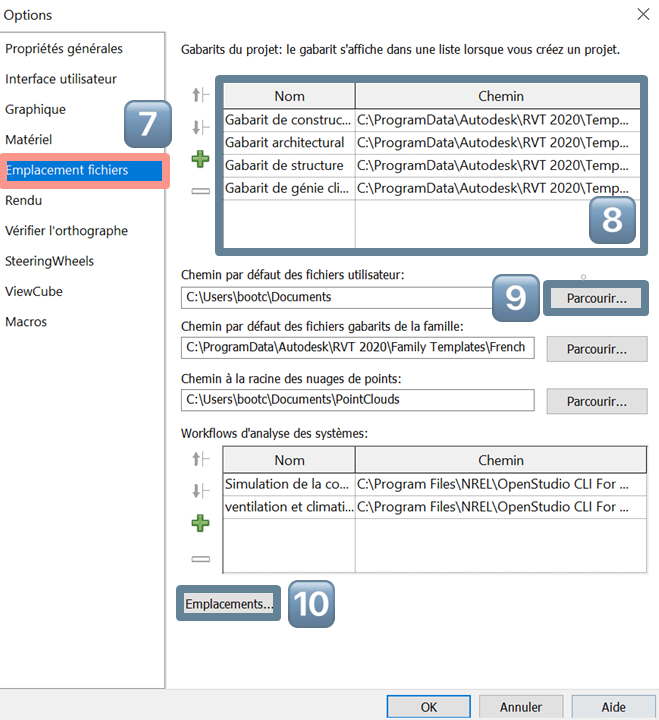 Options
Propriétés générales
Interface utilisateur
Graphique
Matériel
Emplacement fichiers
Rendu
Vérifier l'orthographe
SteeringWheels
ViewCube
Macros
7
Gabarits du projet: le gabarit s'affiche dans une liste lorsque vous créez un projet.
Nom Chemin
Gabarit de construc... C:\ProgramData\Autodesk\RVT 2020\Temp...
Gabarit architectural C:\ProgramData\Autodesk\RVT 2020\Temp...
Gabarit de structure C:\ProgramData\Autodesk\RVT 2020\Temp...
Gabarit de génie cli... C:\ProgramData\Autodesk\RVT 2020\Temp...
8
Chemin par défaut des fichiers utilisateur:
C:\Users\bootc\Documents 9 Parcourir...
Chemin par défaut des fichiers gabarits de la famille:
C:\ProgramData\Autodesk\RVT 2020\Family Templates\French Parcourir...
Chemin à la racine des nuages de points:
C:\Users\bootc\Documents\PointClouds Parcourir...
Workflows d'analyse des systèmes:
Nom Chemin
Simulation de la co... C:\Program Files\NREL\OpenStudio CLI For ...
ventilation et climati... C:\Program Files\NREL\OpenStudio CLI For ...
Emplacements... 10
OK Annuler Aide